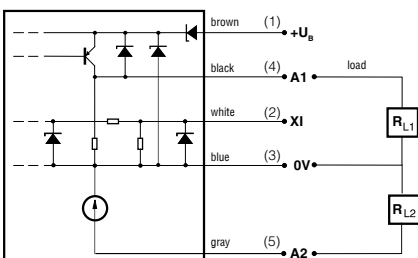 brown (1) +UB
black (4) A1 load
white (2) XI
RL1
blue (3) 0V
RL2
gray (5) A2